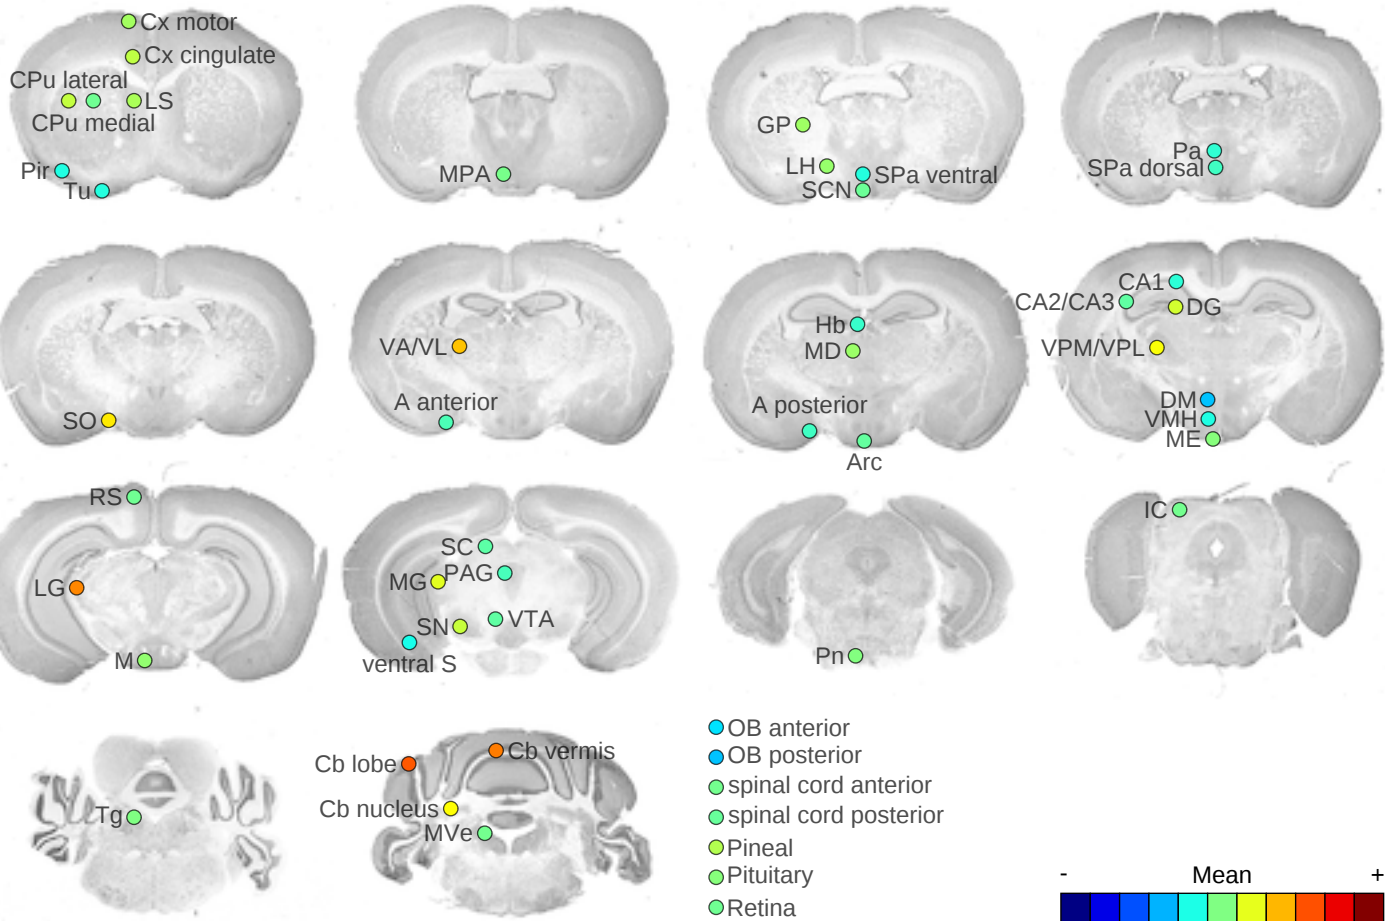 Cx motor
Cx cingulate
CPu lateral
LS
CPu medial
Pir
Tu
MPA
GP
LH
SPa ventral
SCN
Pa
SPa dorsal
SO
VA/VL
A anterior
Hb
MD
A posterior
Arc
CA1
CA2/CA3
DG
VPM/VPL
DM
VMH
ME
RS
LG
M
SC
MG
PAG
SN
VTA
ventral S
Pn
IC
Tg
Cb lobe
Cb vermis
Cb nucleus
MVe
OB anterior
OB posterior
spinal cord anterior
spinal cord posterior
Pineal
Pituitary
Retina
- Mean +